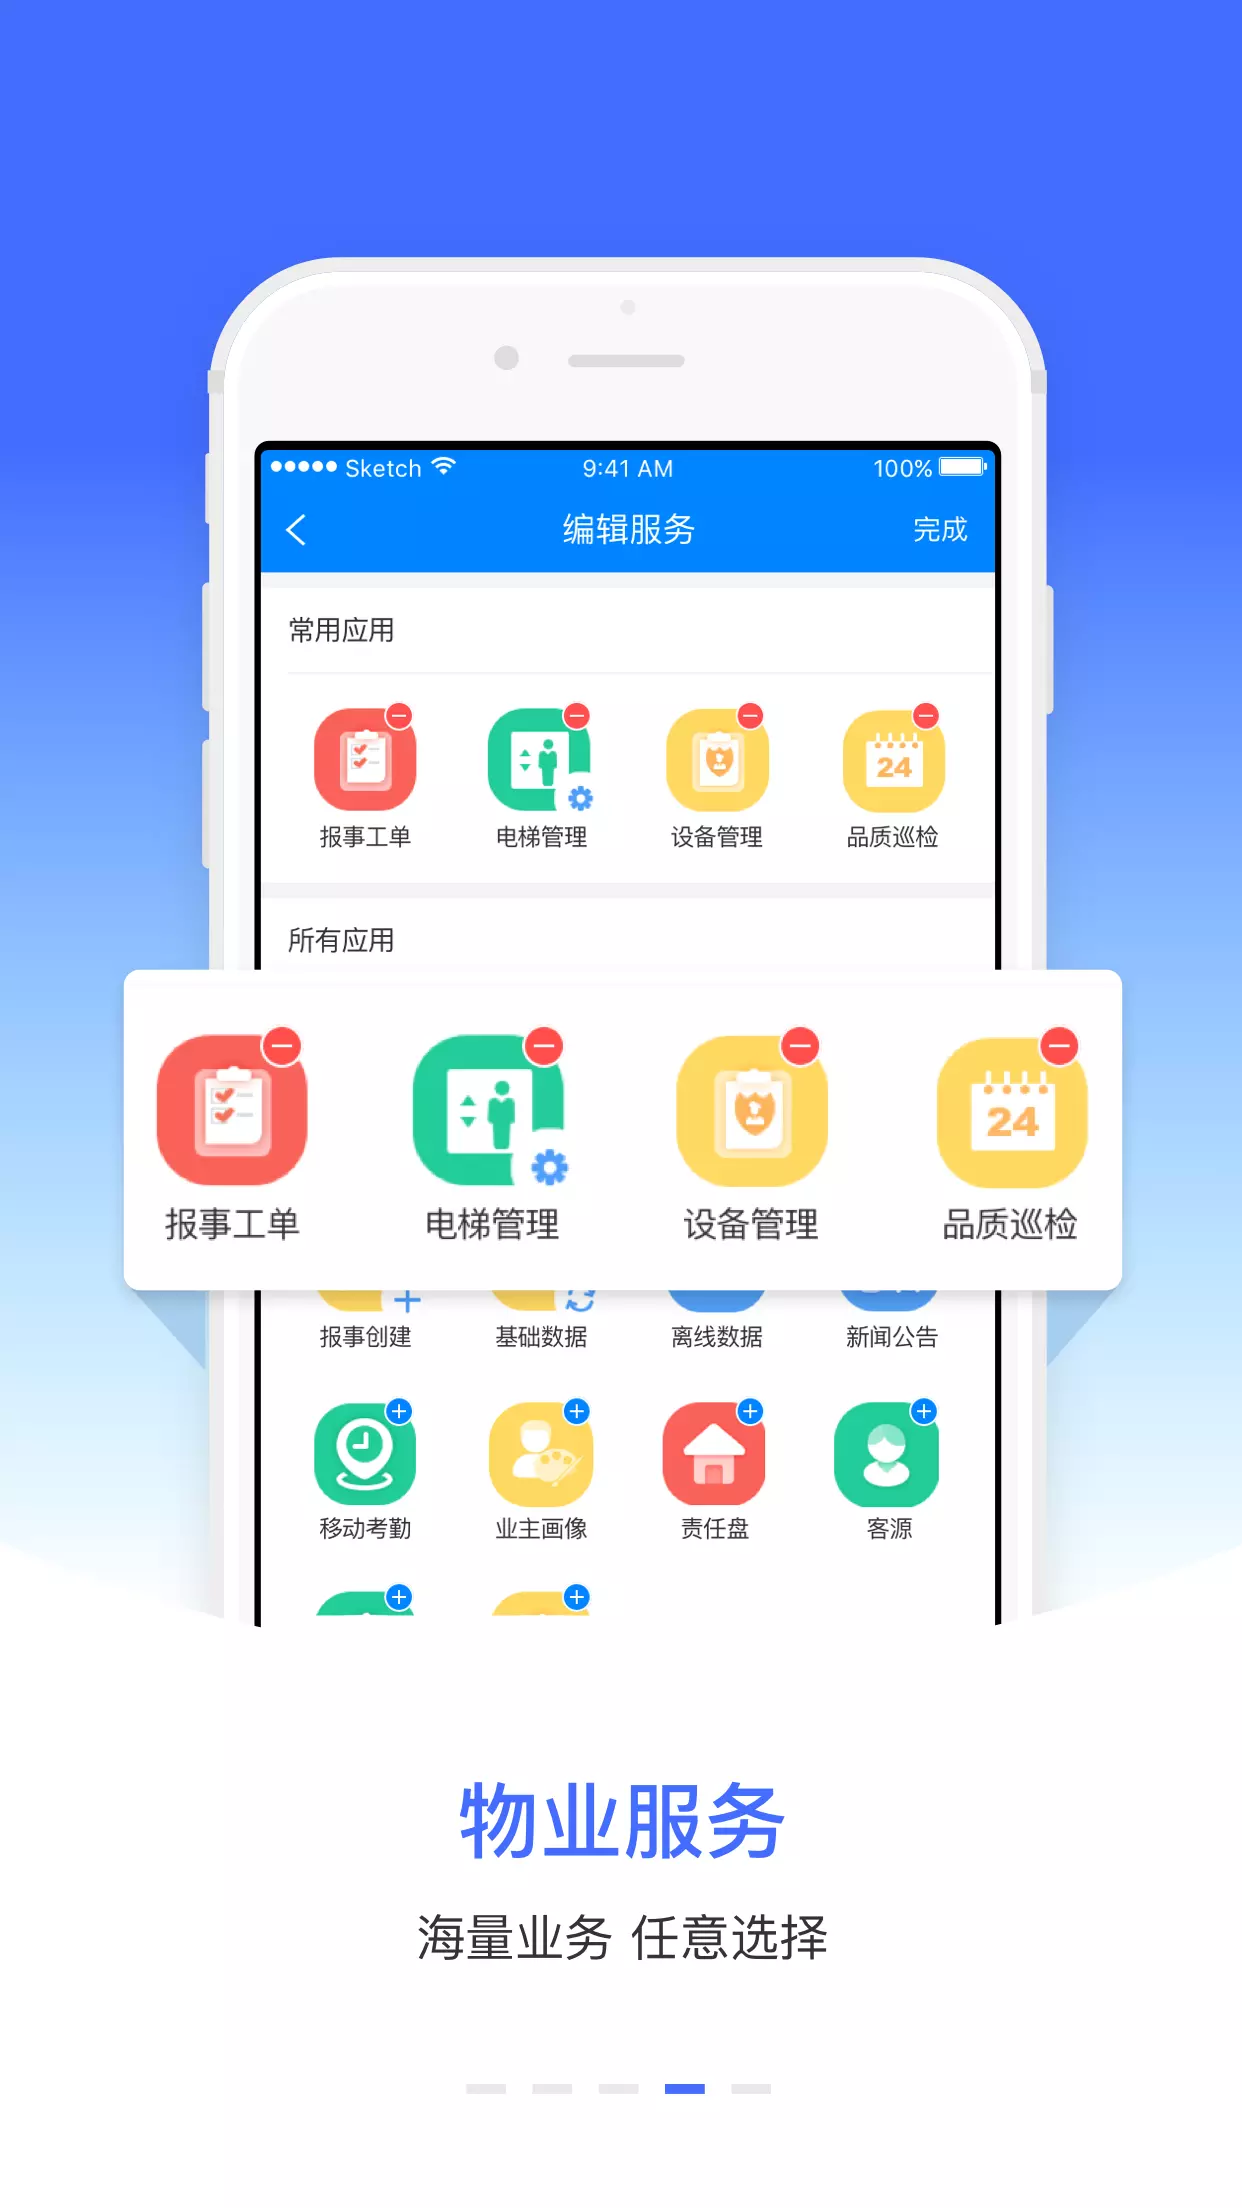 Sketch 9:41 AM 100%
编辑服务 完成
常用应用
24
报事工单 电梯管理 设备管理 品质巡检
所有应用
24
报事工单 电梯管理 设备管理 品质巡检
报事创建 基础数据 离线数据 新闻公告
移动考勤 业主画像 责任盘 客源
物业服务
海量业务 任意选择